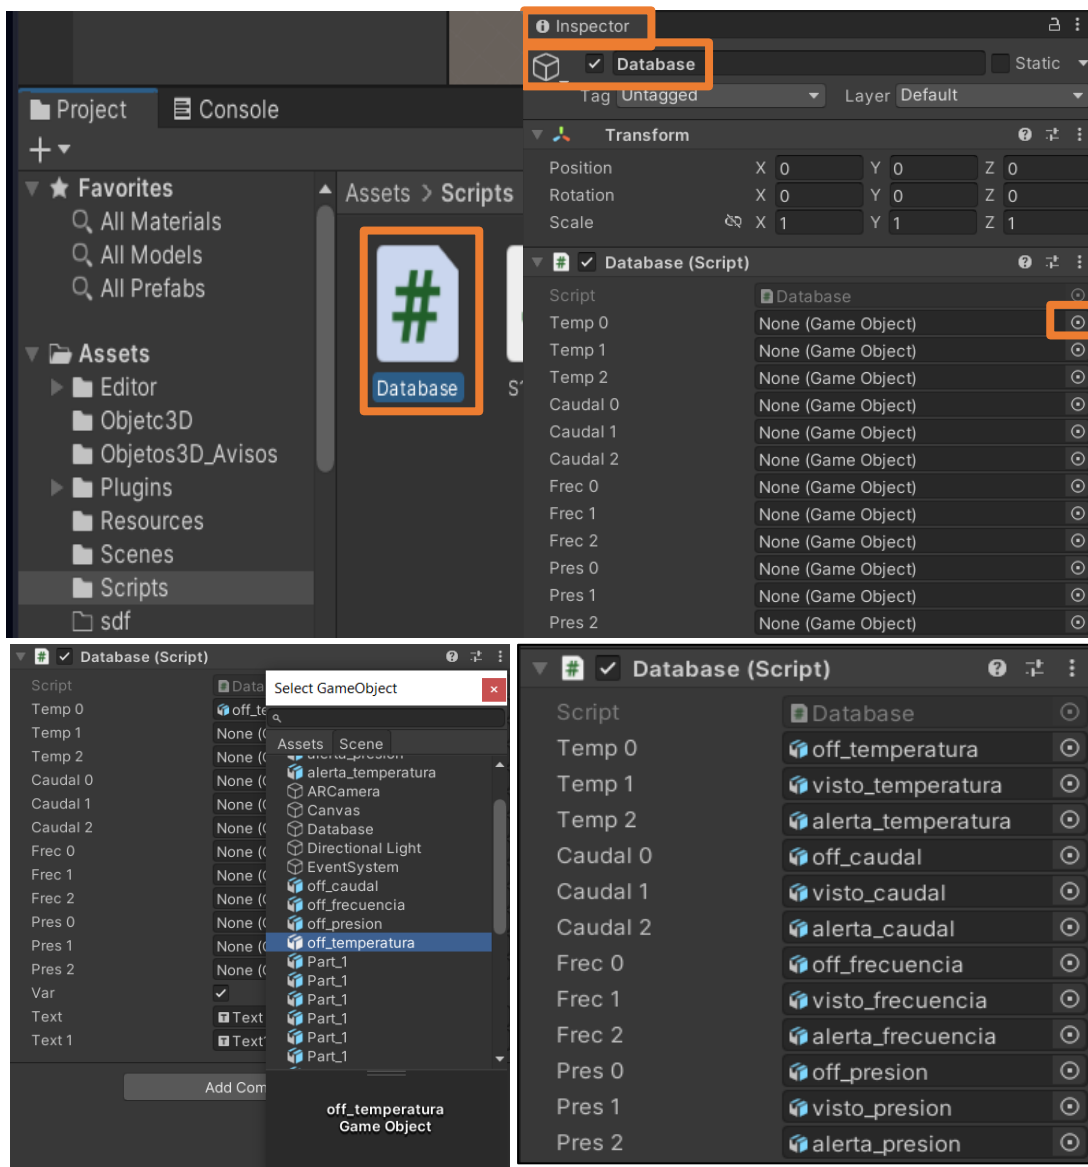 Project
Console
Favorites
All Materials
All Models
All Prefabs
Assets
Editor
Objetc3D
Objetos3D_Avisos
Plugins
Resources
Scenes
Scripts
sdf
Assets > Scripts
#
Database
Inspector
Database
Static
Tag Untagged Layer Default
Transform
Position X 0 Y 0 Z 0
Rotation X 0 Y 0 Z 0
Scale X 1 Y 1 Z 1
# Database (Script)
Script Database
Temp 0 None (Game Object)
Temp 1 None (Game Object)
Temp 2 None (Game Object)
Caudal 0 None (Game Object)
Caudal 1 None (Game Object)
Caudal 2 None (Game Object)
Frec 0 None (Game Object)
Frec 1 None (Game Object)
Frec 2 None (Game Object)
Pres 0 None (Game Object)
Pres 1 None (Game Object)
Pres 2 None (Game Object)
# Database (Script)
Script Data
Temp 0 off_te
Temp 1 None (
Temp 2 None (
Caudal 0 None (
Caudal 1 None (
Caudal 2 None (
Frec 0 None (
Frec 1 None (
Frec 2 None (
Pres 0 None (
Pres 1 None (
Pres 2 None (
Var
Text Text
Text 1 Text
Add Com
Select GameObject
Assets Scene
alerta_presion
alerta_temperatura
ARCamera
Canvas
Database
Directional Light
EventSystem
off_caudal
off_frecuencia
off_presion
off_temperatura
Part_1
Part_1
Part_1
Part_1
Part_1
Part_1
off_temperatura
Game Object
# Database (Script)
Script Database
Temp 0 off_temperatura
Temp 1 visto_temperatura
Temp 2 alerta_temperatura
Caudal 0 off_caudal
Caudal 1 visto_caudal
Caudal 2 alerta_caudal
Frec 0 off_frecuencia
Frec 1 visto_frecuencia
Frec 2 alerta_frecuencia
Pres 0 off_presion
Pres 1 visto_presion
Pres 2 alerta_presion